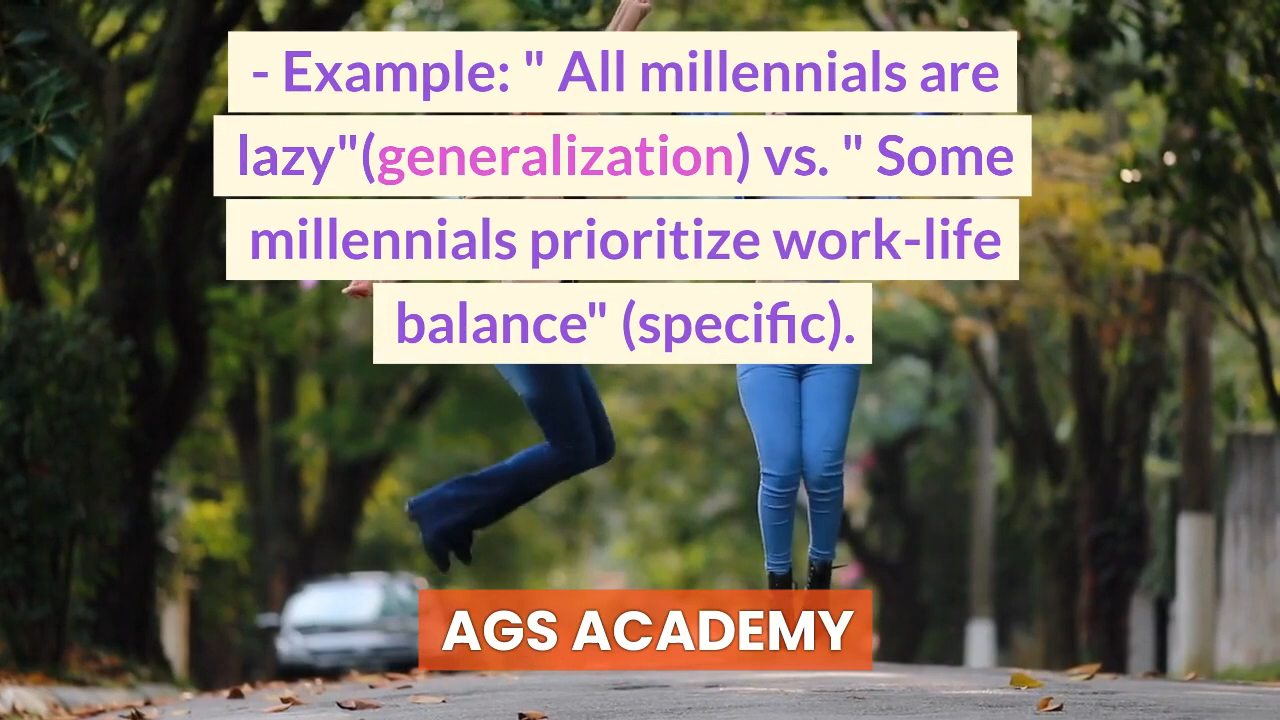 - Example: " All millennials are
lazy"(generalization) vs. " Some
millennials prioritize work-life
balance" (specific).
AGS ACADEMY